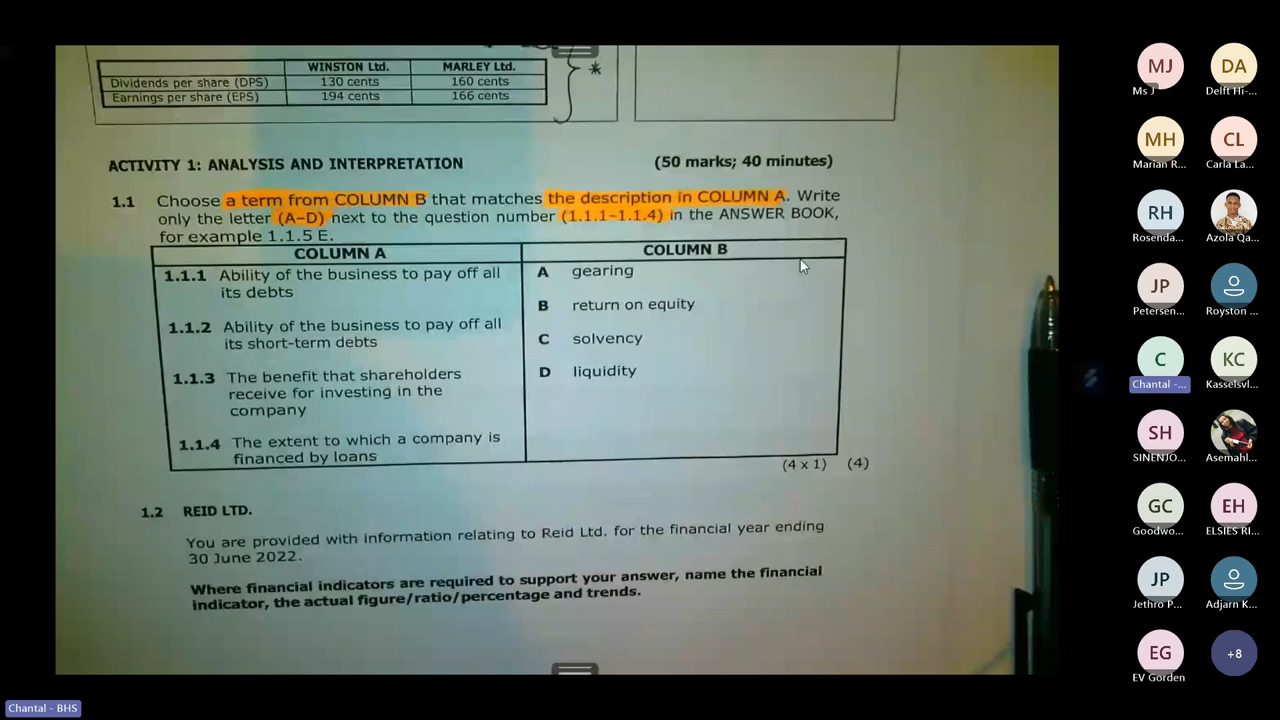 WINSTON Ltd. MARLEY Ltd.
Dividends per share (DPS) 130 cents 160 cents
Earnings per share (EPS) 194 cents 166 cents
*
ACTIVITY 1: ANALYSIS AND INTERPRETATION (50 marks; 40 minutes)
1.1 Choose a term from COLUMN B that matches the description in COLUMN A. Write
only the letter (A–D) next to the question number (1.1.1–1.1.4) in the ANSWER BOOK,
for example 1.1.5 E.
COLUMN A COLUMN B
1.1.1 Ability of the business to pay off all
its debts
1.1.2 Ability of the business to pay off all
its short-term debts
1.1.3 The benefit that shareholders
receive for investing in the
company
1.1.4 The extent to which a company is
financed by loans
A gearing
B return on equity
C solvency
D liquidity
(4 x 1) (4)
1.2 REID LTD.
You are provided with information relating to Reid Ltd. for the financial year ending
30 June 2022.
Where financial indicators are required to support your answer, name the financial
indicator, the actual figure/ratio/percentage and trends.
MJ
Ms J
DA
Delft Hi-...
MH
Marian R...
CL
Carla La...
RH
Rosenda...
Azola Qa...
JP
Petersen...
Royston ...
C
Chantal -...
KC
Kasselsvl...
SH
SINENJO...
Asemahl...
GC
Goodwo...
EH
ELSIES RI...
JP
Jethro P...
Adjarn K...
EG
EV Gorden
+8
Chantal - BHS